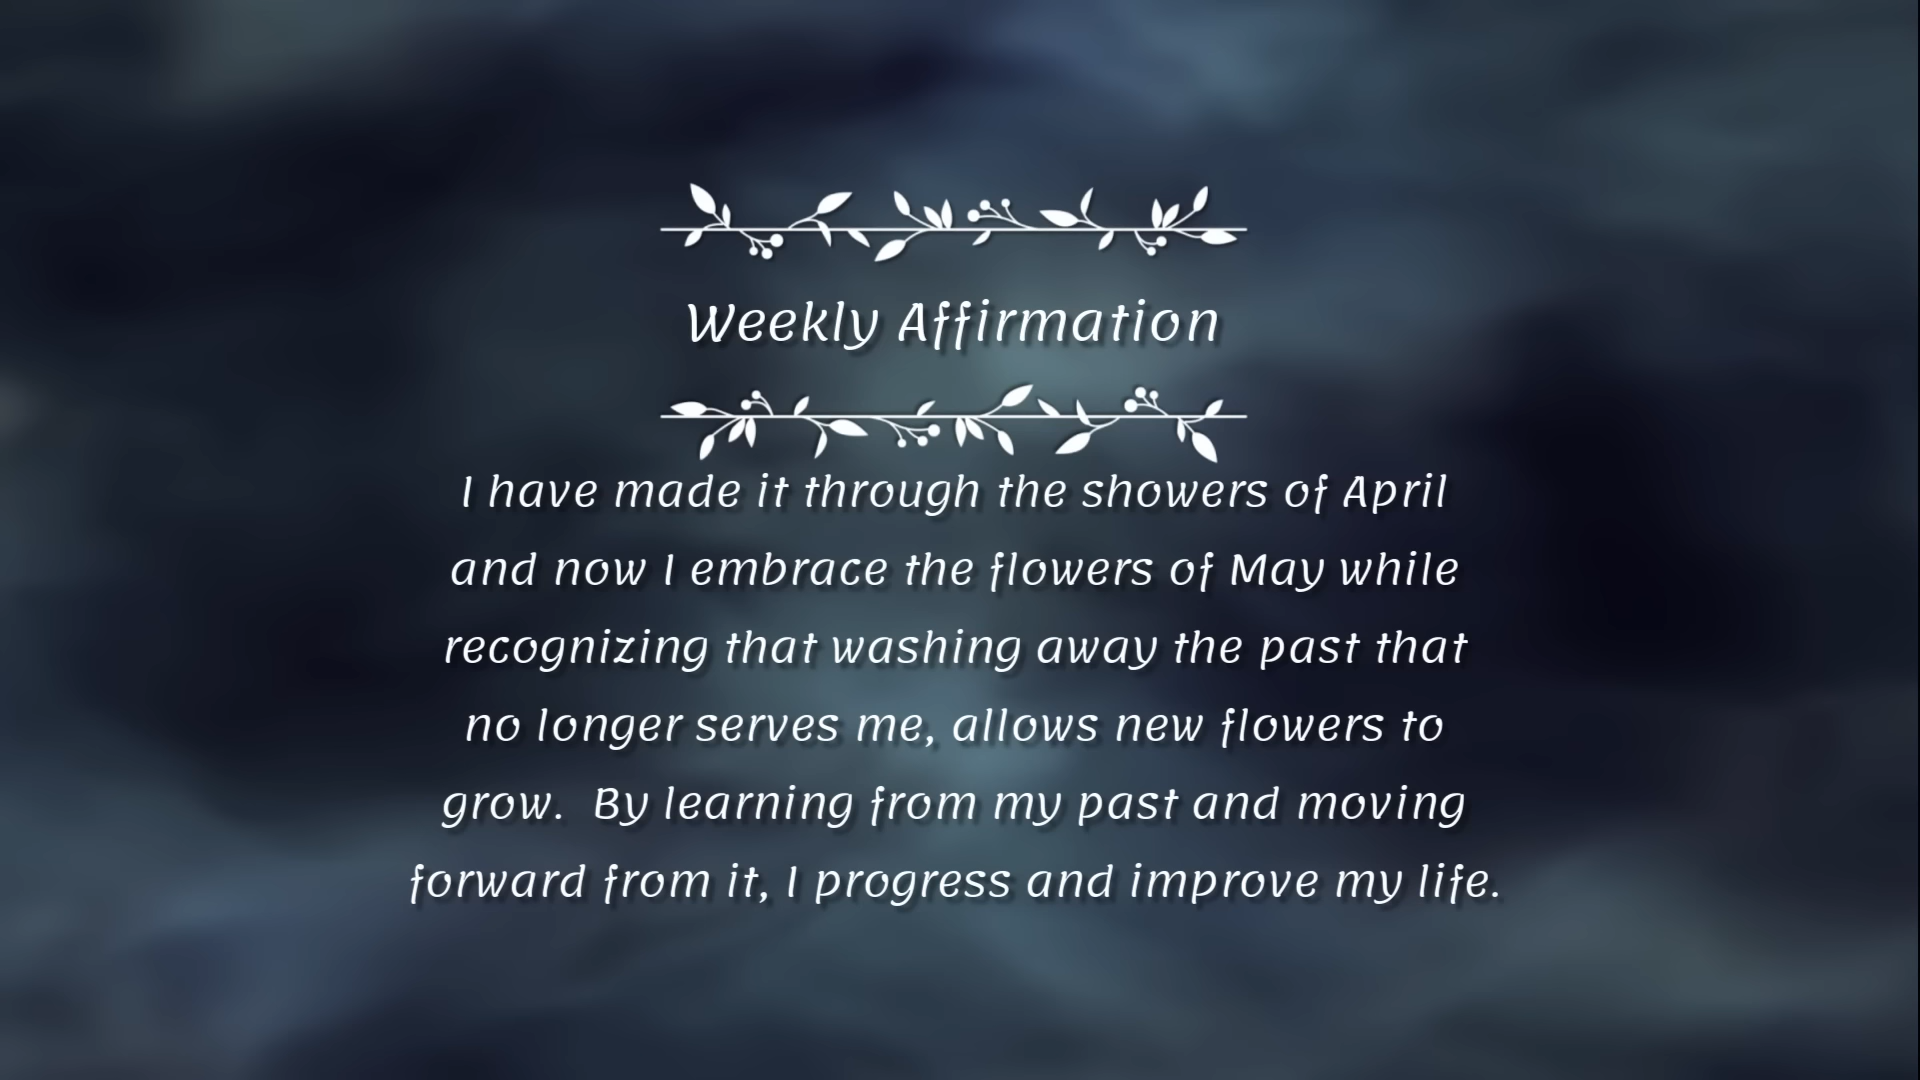 Weekly Affirmation
I have made it through the showers of April
and now I embrace the flowers of May while
recognizing that washing away the past that
no longer serves me, allows new flowers to
grow.  By learning from my past and moving
forward from it, I progress and improve my life.